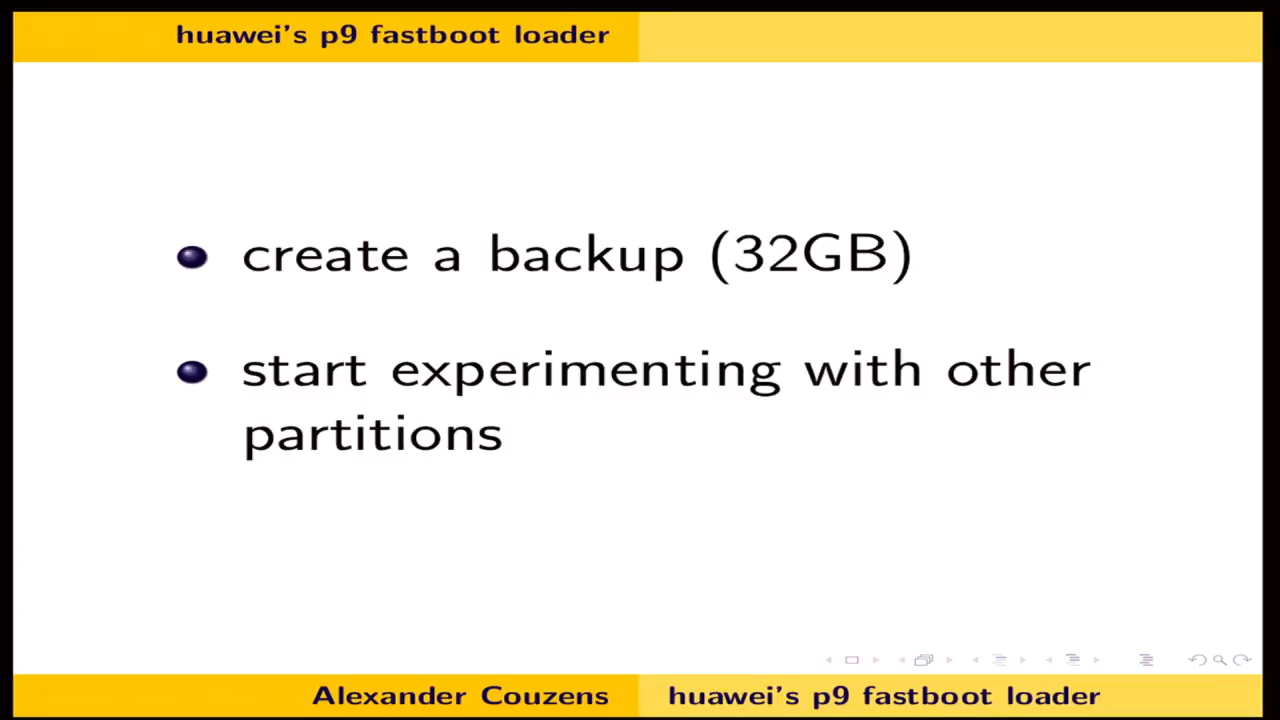 huawei's p9 fastboot loader
create a backup (32GB)
start experimenting with other
partitions
Alexander Couzens
huawei's p9 fastboot loader